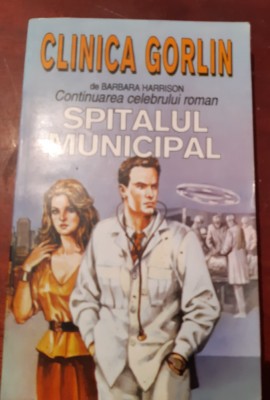 CLINICA GORLIN
de BARBARA HARRISON
Continuarea celebrului roman
SPITALUL
MUNICIPAL